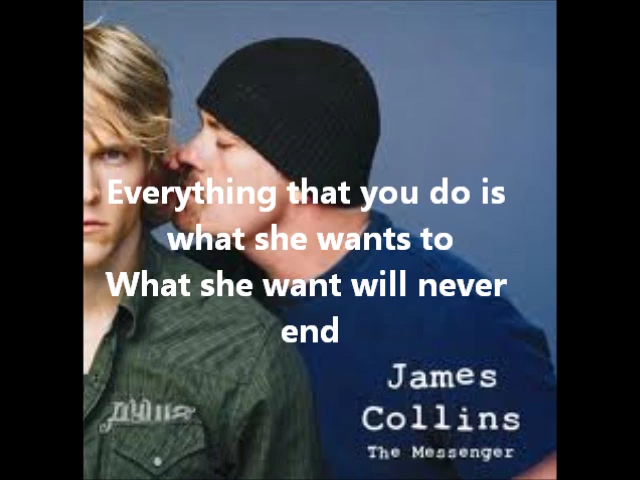 Everything that you do is
what she wants to
What she want will never
end
James
Collins
The Messenger